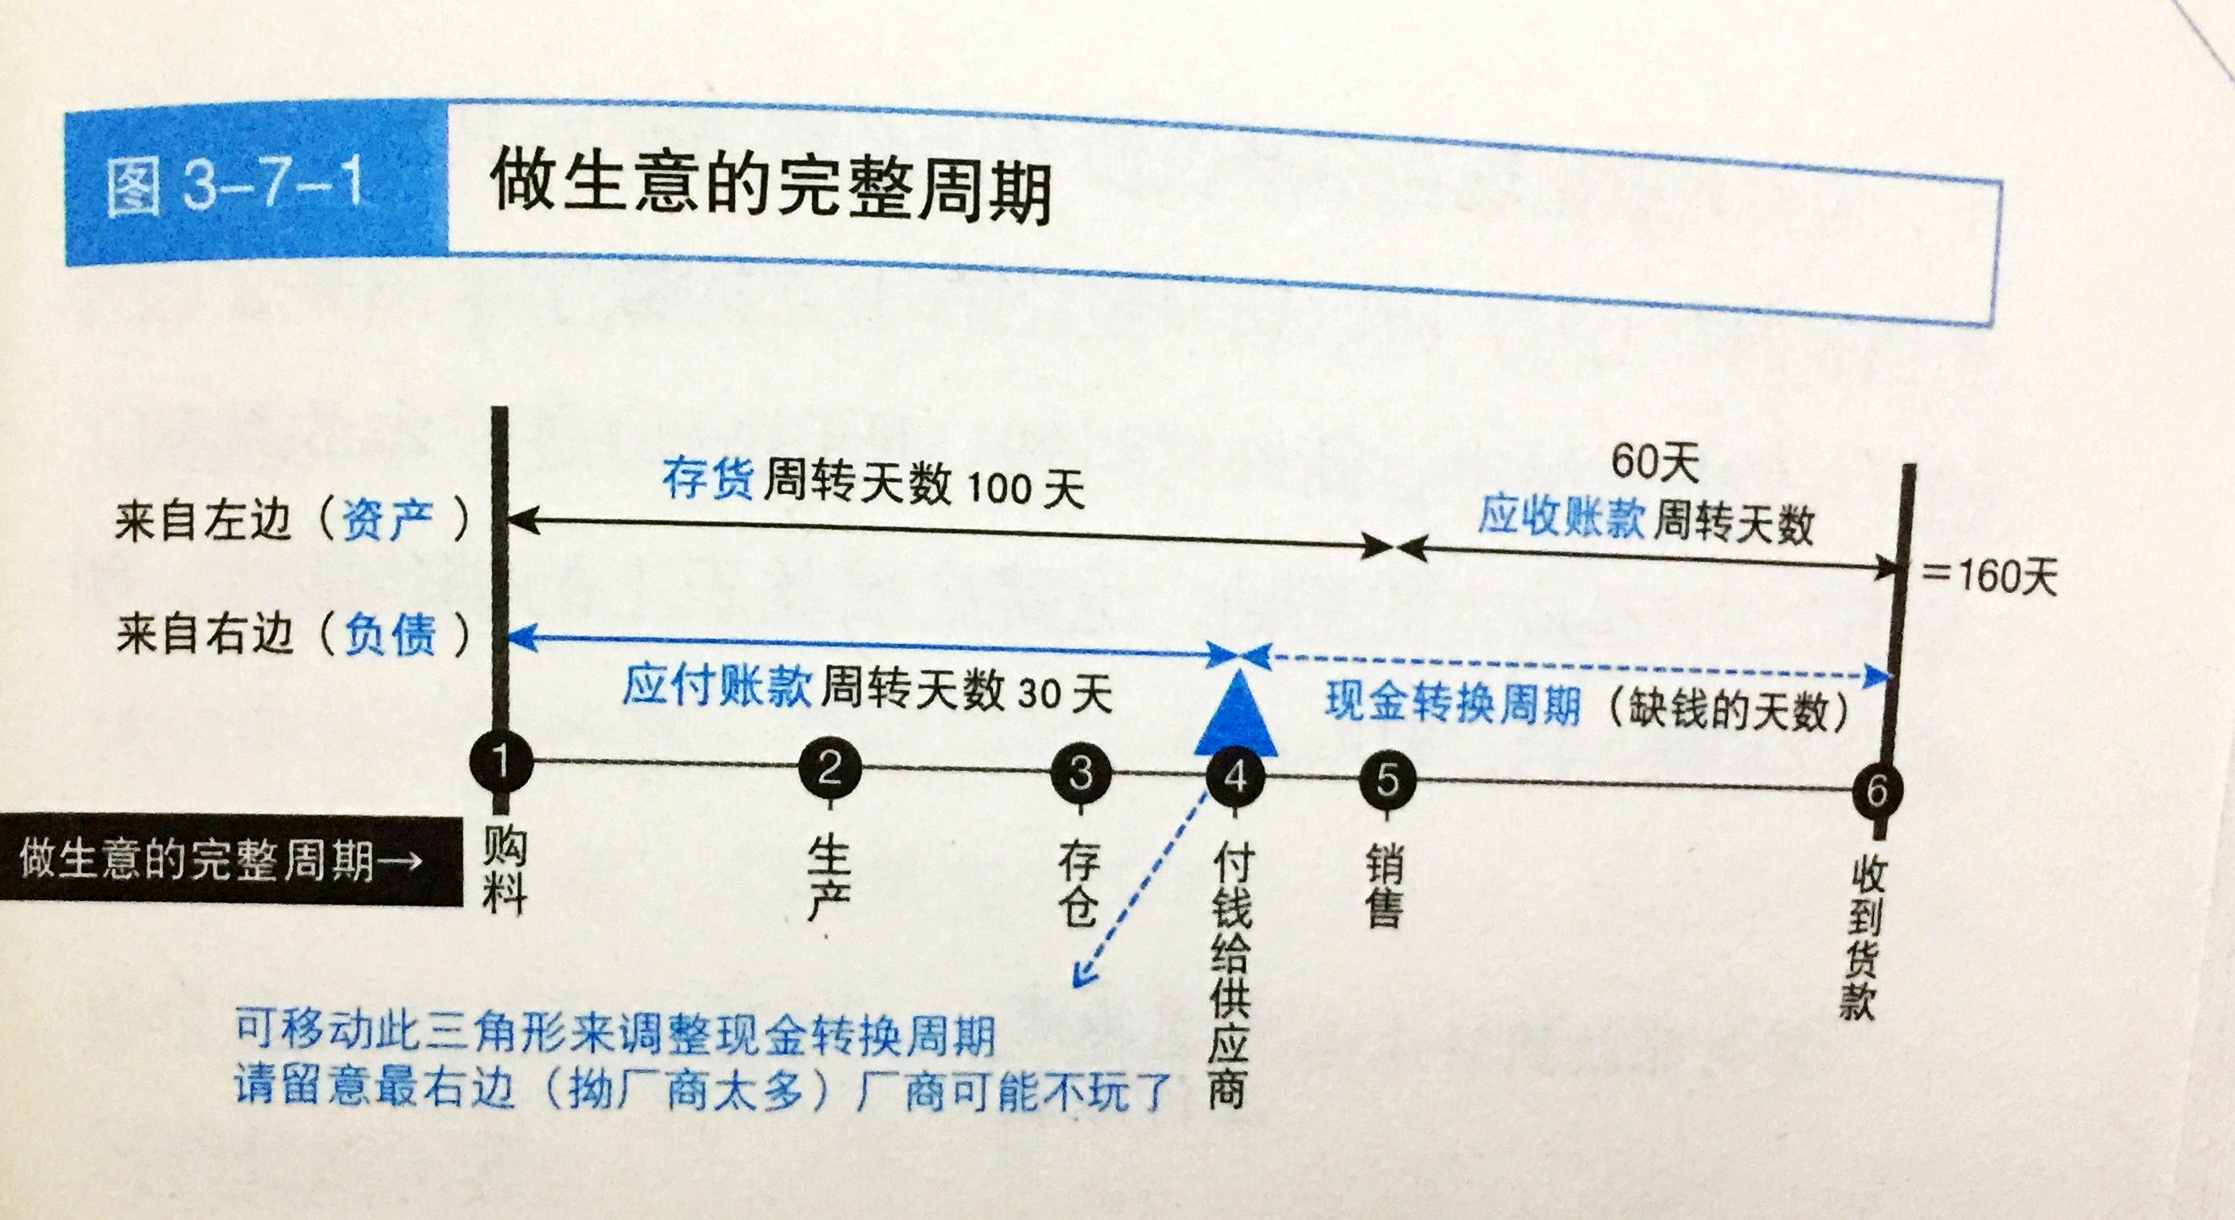 图 3-7-1 做生意的完整周期
60天
存货周转天数 100 天
应收账款周转天数
来自左边（资产）
=160天
来自右边（负债）
应付账款周转天数 30 天
现金转换周期（缺钱的天数）
1 2 3 4 5 6
做生意的完整周期→
购料
生产
存仓
付钱给供应商
销售
收到货款
可移动此三角形来调整现金转换周期
请留意最右边（拗厂商太多）厂商可能不玩了